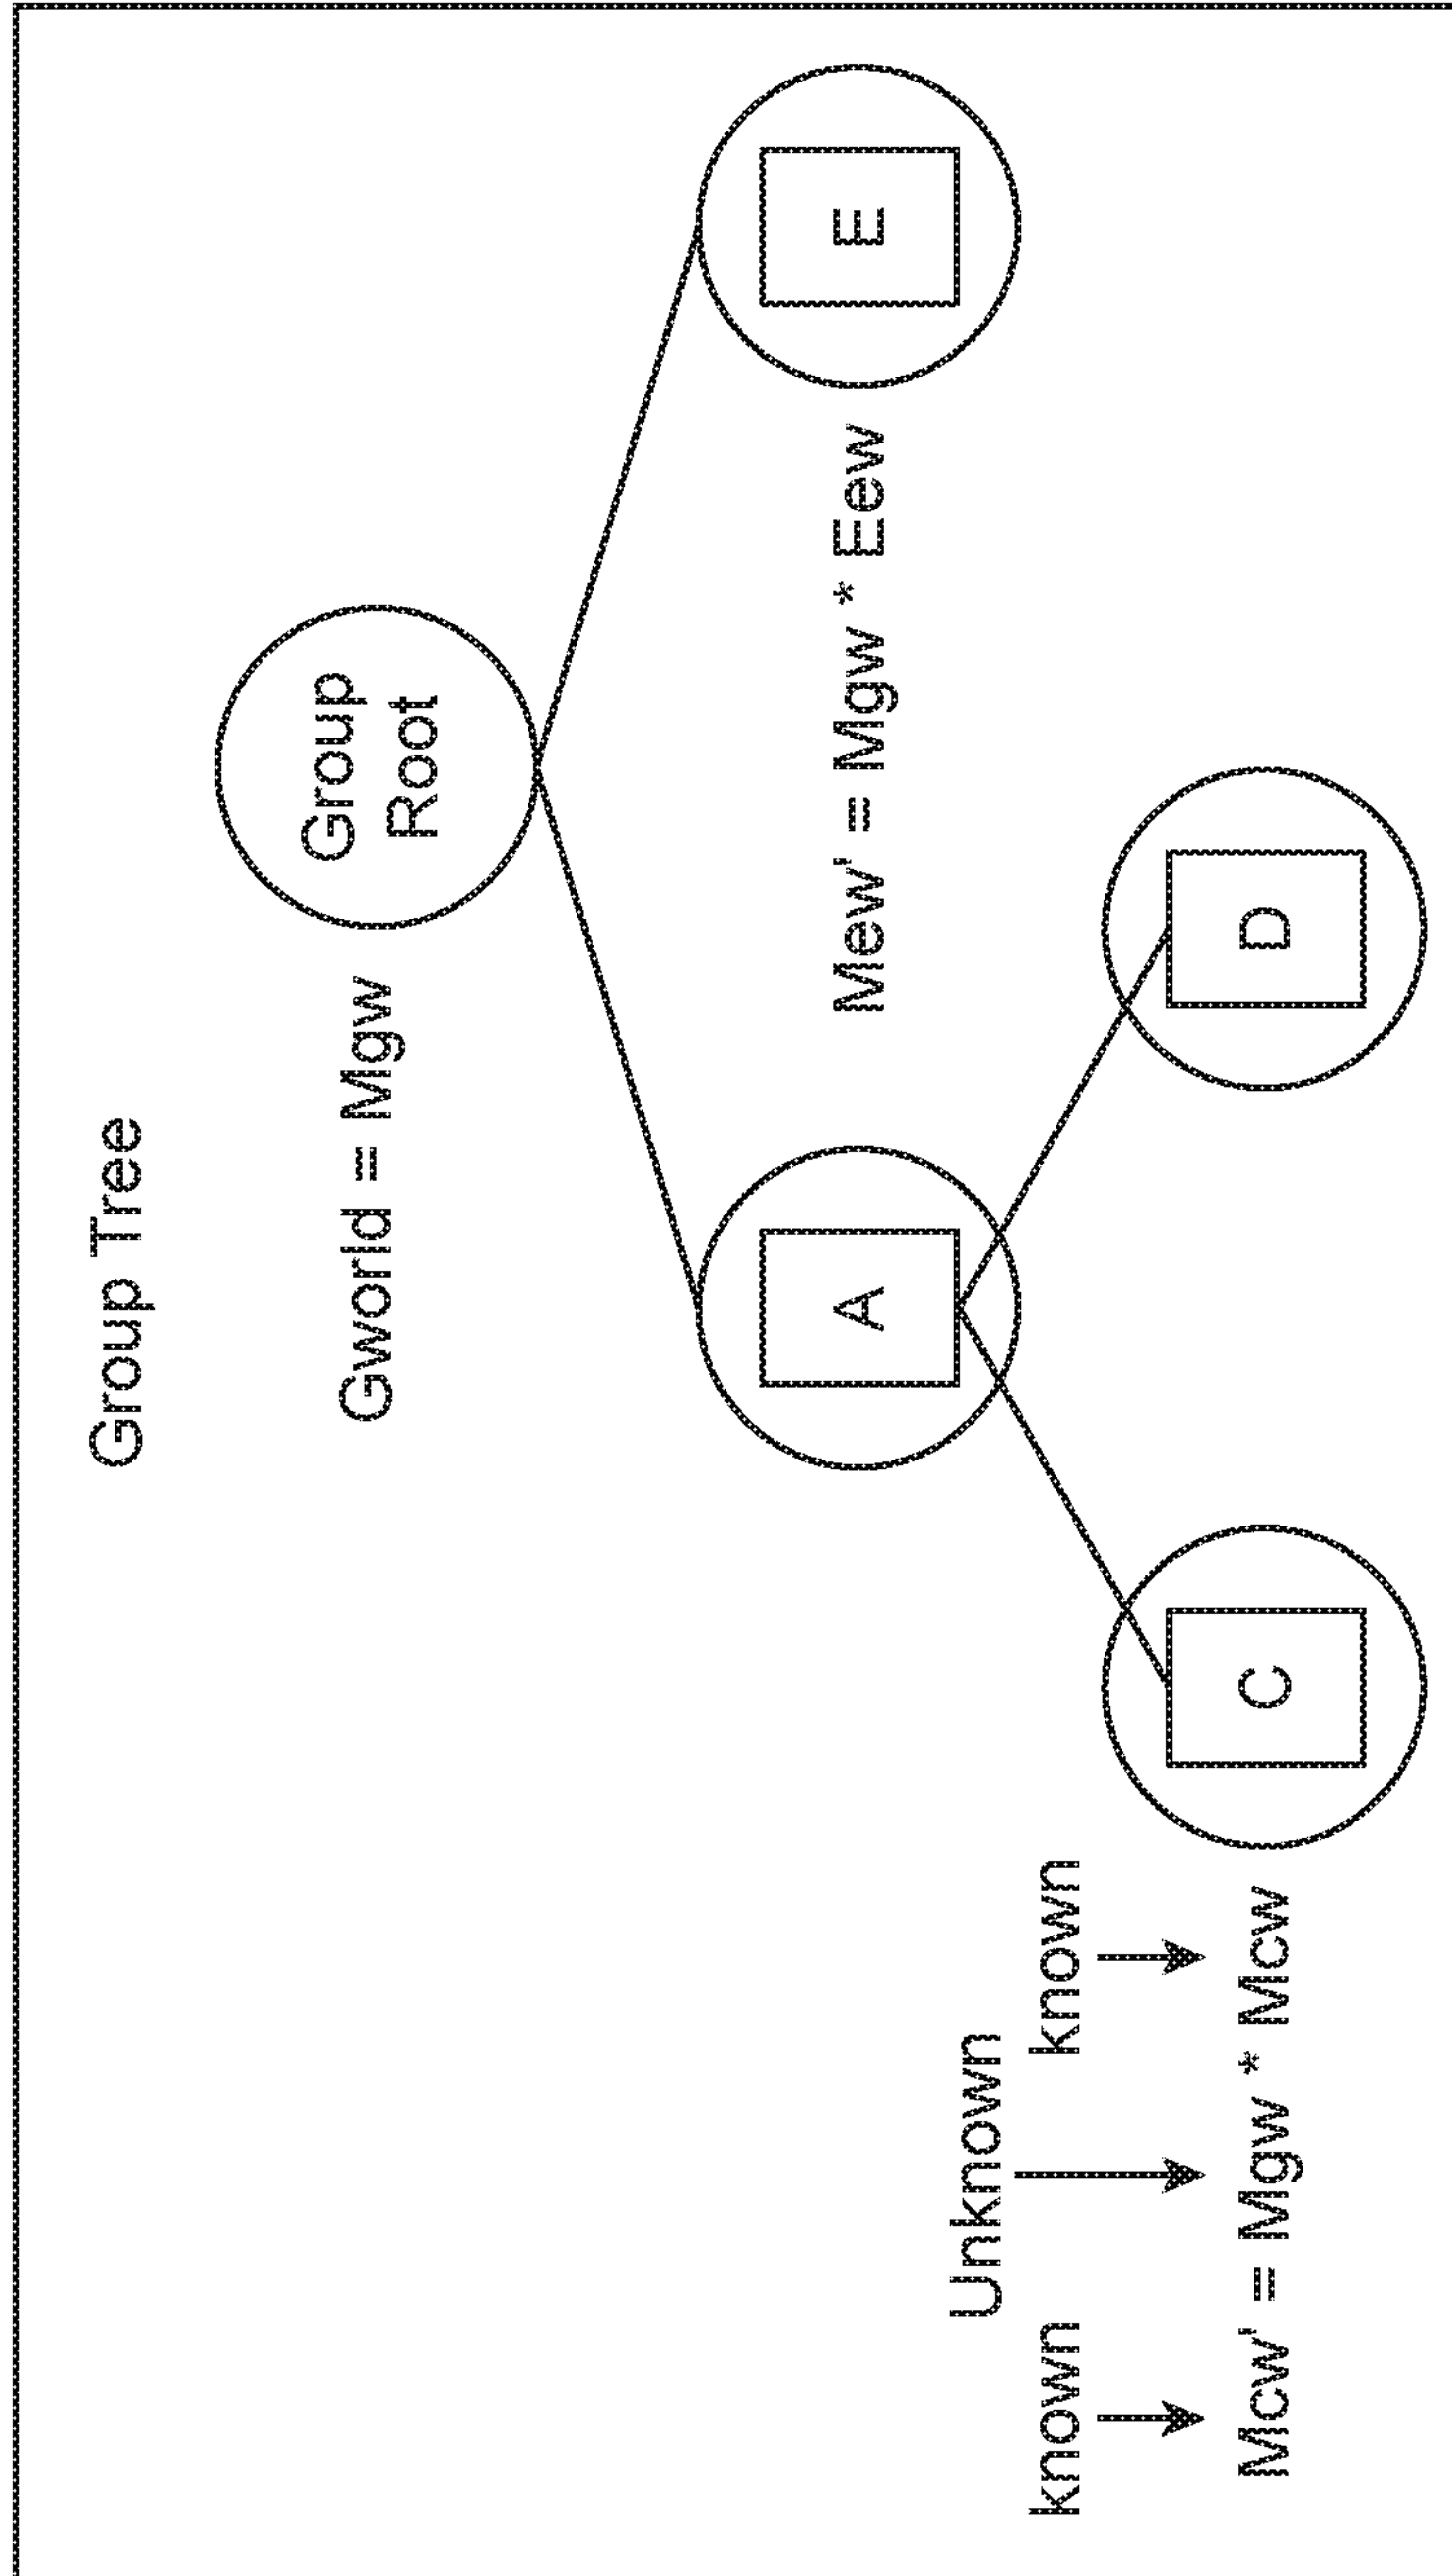 Group Tree
Group
Root
Gworld = Mgw
A
Mew' = Mgw * Eew
E
Unknown
known
known
Mcw' = Mgw * Mcw
C
D